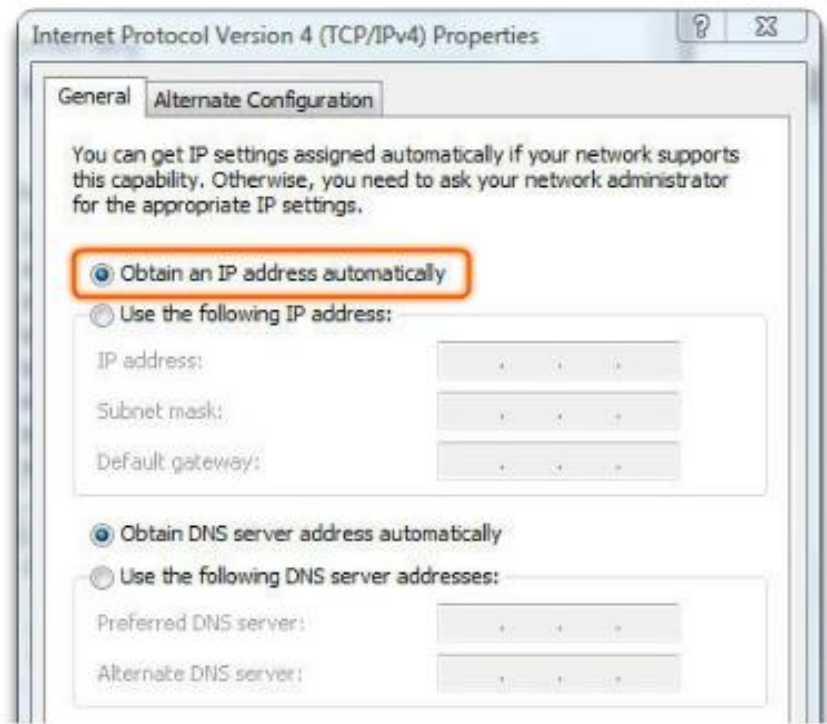 Internet Protocol Version 4 (TCP/IPv4) Properties
General
Alternate Configuration
You can get IP settings assigned automatically if your network supports
this capability. Otherwise, you need to ask your network administrator
for the appropriate IP settings.
Obtain an IP address automatically
Use the following IP address:
IP address:
Subnet mask:
Default gateway:
Obtain DNS server address automatically
Use the following DNS server addresses:
Preferred DNS server:
Alternate DNS server: